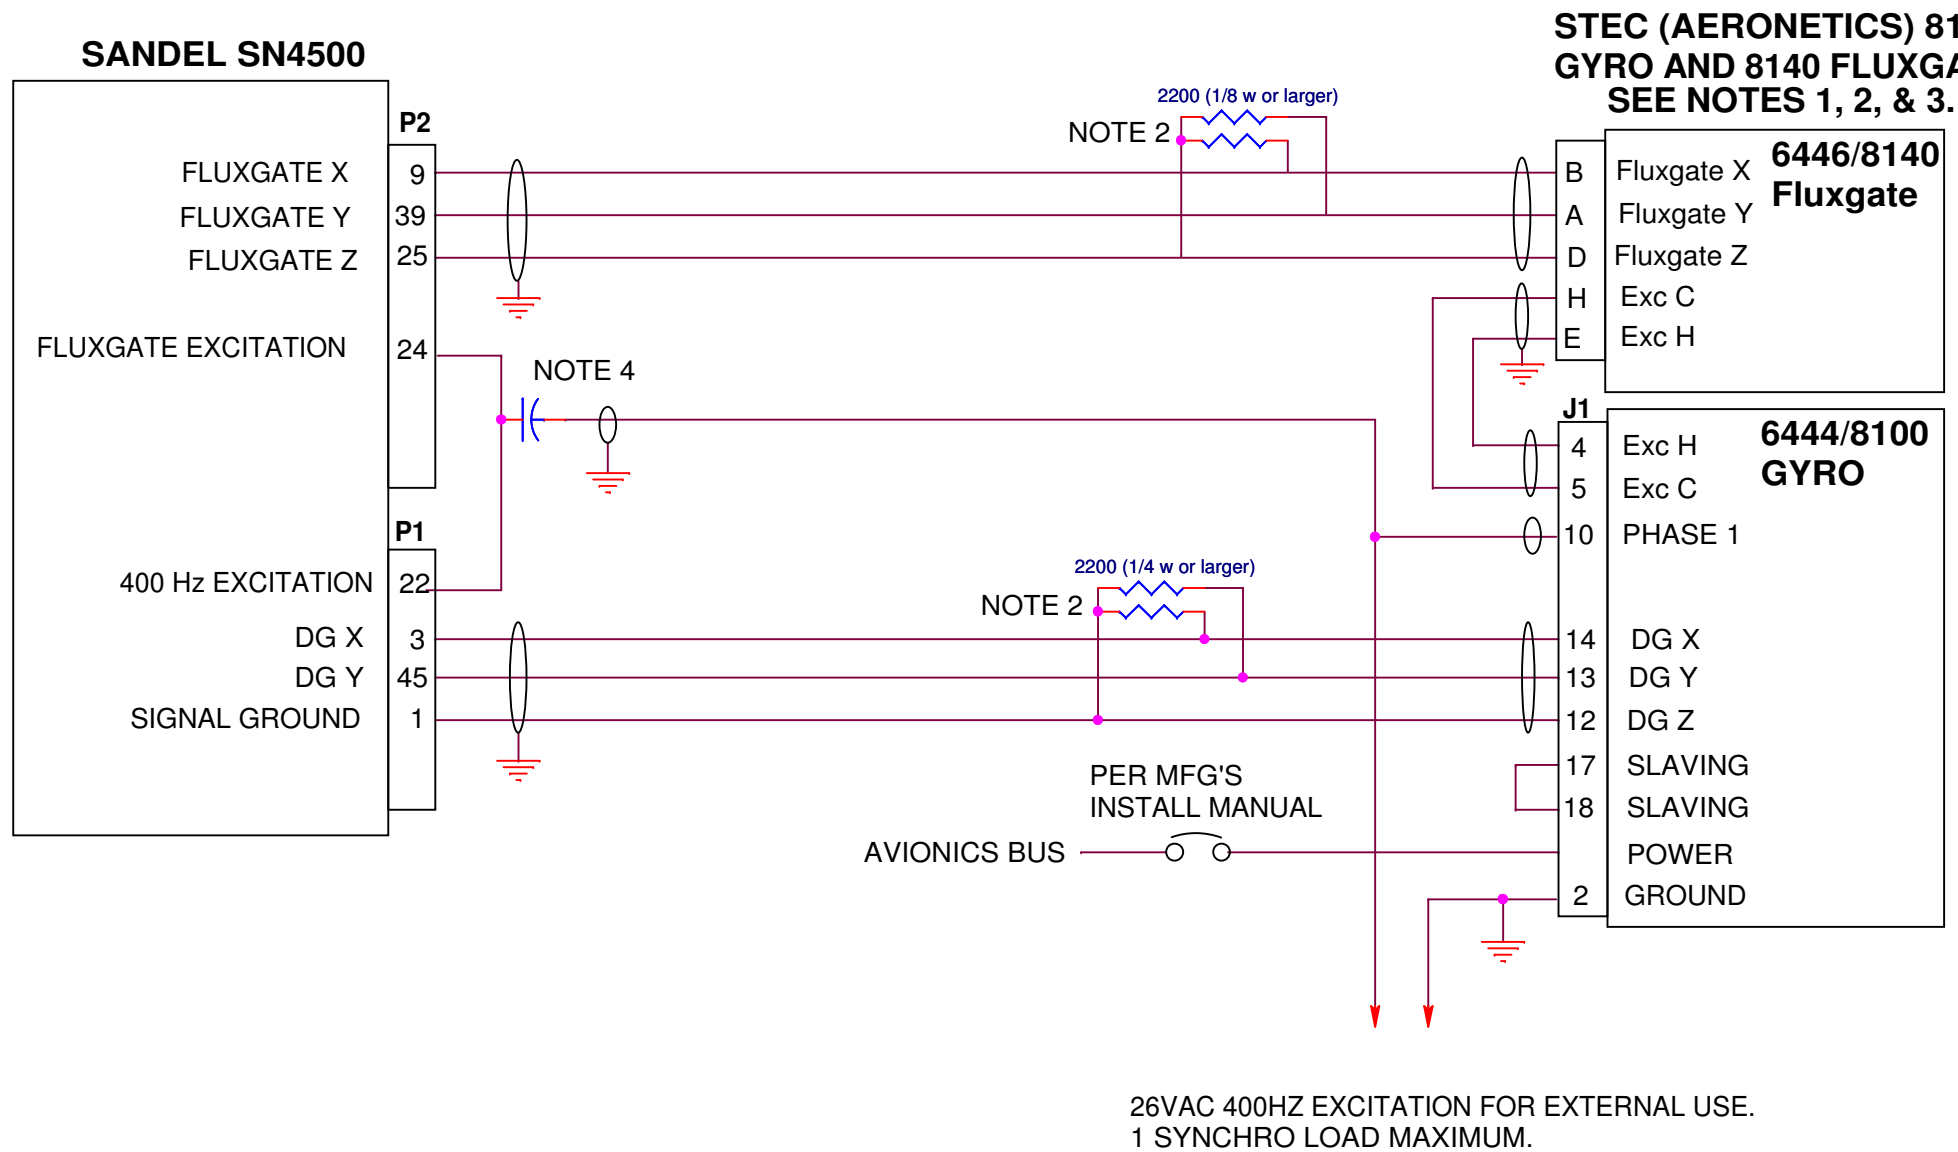 SANDEL SN4500
STEC (AERONETICS) 81
GYRO AND 8140 FLUXGA
SEE NOTES 1, 2, & 3.
P2
FLUXGATE X 9
FLUXGATE Y 39
FLUXGATE Z 25
FLUXGATE EXCITATION 24
NOTE 4
P1
400 Hz EXCITATION 22
DG X 3
DG Y 45
SIGNAL GROUND 1
2200 (1/8 w or larger)
NOTE 2
2200 (1/4 w or larger)
NOTE 2
PER MFG'S
INSTALL MANUAL
AVIONICS BUS
6446/8140
Fluxgate
B Fluxgate X
A Fluxgate Y
D Fluxgate Z
H Exc C
E Exc H
J1
6444/8100
GYRO
4 Exc H
5 Exc C
10 PHASE 1
14 DG X
13 DG Y
12 DG Z
17 SLAVING
18 SLAVING
POWER
2 GROUND
26VAC 400HZ EXCITATION FOR EXTERNAL USE.
1 SYNCHRO LOAD MAXIMUM.